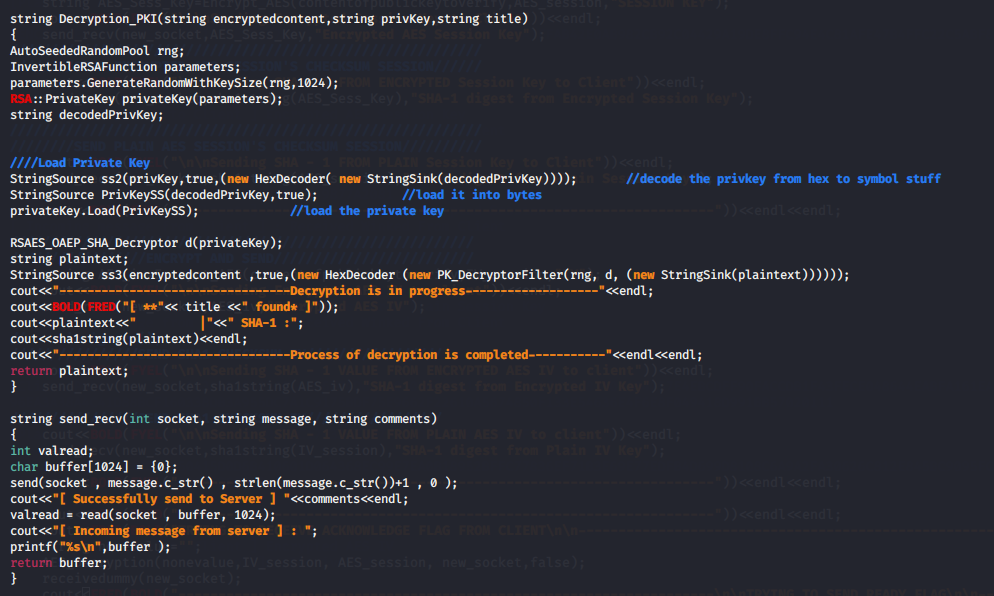 string Decryption_PKI(string encryptedcontent,string privKey,string title)
{
AutoSeededRandomPool rng;
InvertibleRSAFunction parameters;
parameters.GenerateRandomWithKeySize(rng,1024);
RSA::PrivateKey privateKey(parameters);
string decodedPrivKey;
////Load Private Key
StringSource ss2(privKey,true,(new HexDecoder( new StringSink(decodedPrivKey)))); //decode the privkey from hex to symbol stuff
StringSource PrivKeySS(decodedPrivKey,true); //load it into bytes
privateKey.Load(PrivKeySS); //load the private key
RSAES_OAEP_SHA_Decryptor d(privateKey);
string plaintext;
StringSource ss3(encryptedcontent ,true,(new HexDecoder (new PK_DecryptorFilter(rng, d, (new StringSink(plaintext))))));
cout<<"---------------------------------Decryption is in progress-------------------"<<endl;
cout<<BOLD(FRED("[ **"<< title <<" found* ]"));
cout<<plaintext<<" |"<<" SHA-1 :";
cout<<sha1string(plaintext)<<endl;
cout<<"---------------------------------Process of decryption is completed-----------"<<endl<<endl;
return plaintext;
}
string send_recv(int socket, string message, string comments)
{
int valread;
char buffer[1024] = {0};
send(socket , message.c_str() , strlen(message.c_str())+1 , 0 );
cout<<"[ Successfully send to Server ] "<<comments<<endl;
valread = read(socket , buffer, 1024);
cout<<"[ Incoming message from server ] : ";
printf("%s\n",buffer );
return buffer;
}